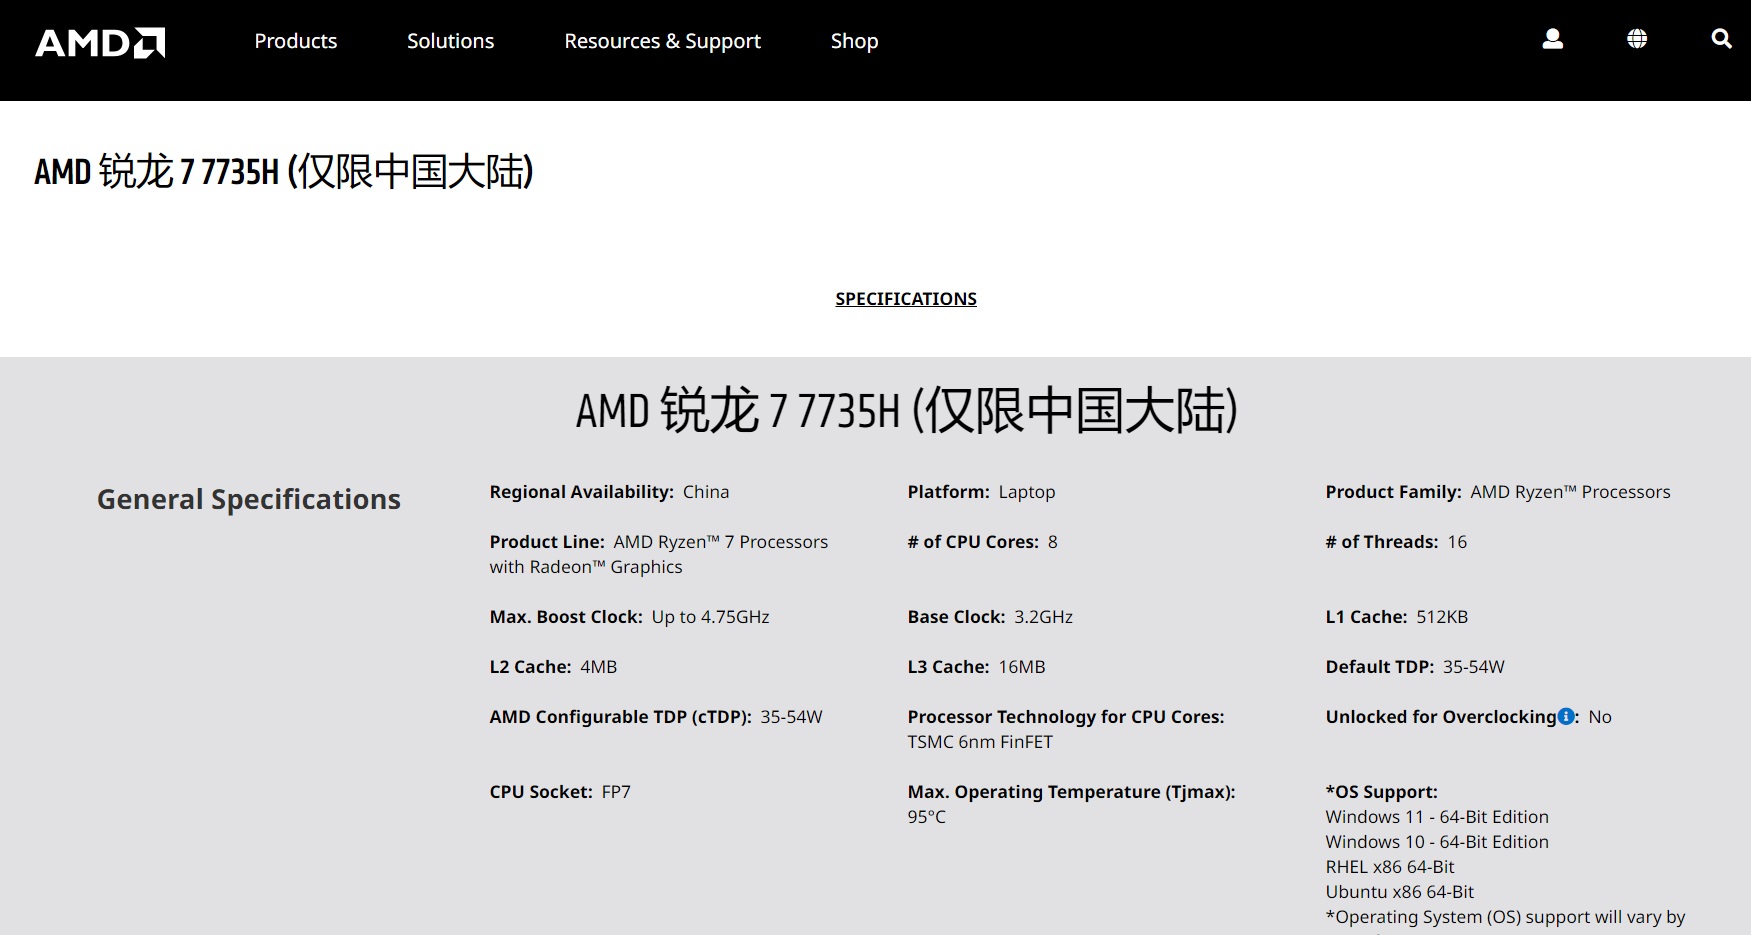 AMD
Products
Solutions
Resources & Support
Shop
AMD 锐龙 7 7735H (仅限中国大陆)
SPECIFICATIONS
AMD 锐龙 7 7735H (仅限中国大陆)
General Specifications
Regional Availability: China
Platform: Laptop
Product Family: AMD Ryzen™ Processors
Product Line: AMD Ryzen™ 7 Processors
with Radeon™ Graphics
# of CPU Cores: 8
# of Threads: 16
Max. Boost Clock: Up to 4.75GHz
Base Clock: 3.2GHz
L1 Cache: 512KB
L2 Cache: 4MB
L3 Cache: 16MB
Default TDP: 35-54W
AMD Configurable TDP (cTDP): 35-54W
Processor Technology for CPU Cores:
TSMC 6nm FinFET
Unlocked for Overclocking: No
CPU Socket: FP7
Max. Operating Temperature (Tjmax):
95°C
*OS Support:
Windows 11 - 64-Bit Edition
Windows 10 - 64-Bit Edition
RHEL x86 64-Bit
Ubuntu x86 64-Bit
*Operating System (OS) support will vary by